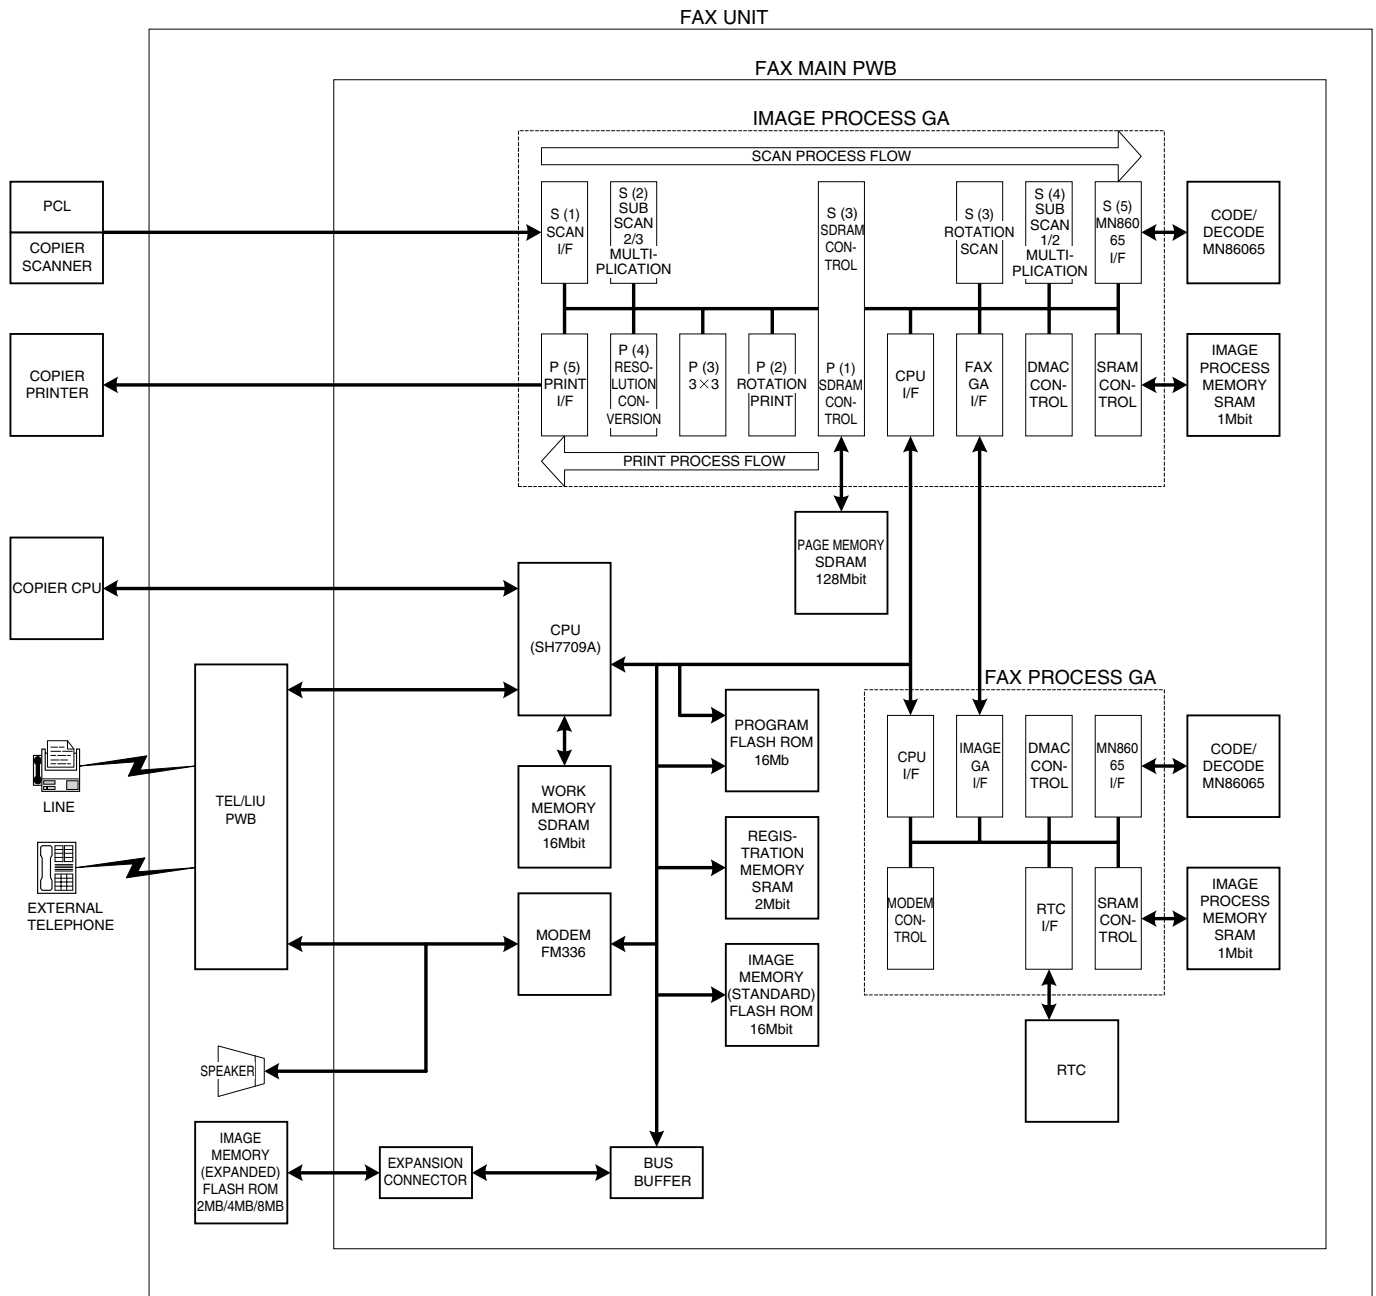 FAX UNIT
FAX MAIN PWB
IMAGE PROCESS GA
SCAN PROCESS FLOW
PCL
COPIER
SCANNER
S (1)
SCAN
I/F
S (2)
SUB
SCAN
2/3
MULTI-
PLICATION
S (3)
SDRAM
CON-
TROL
S (3)
ROTATION
SCAN
S (4)
SUB
SCAN
1/2
MULTI-
PLICATION
S (5)
MN860
65
I/F
CODE/
DECODE
MN86065
COPIER
PRINTER
P (5)
PRINT
I/F
P (4)
RESO-
LUTION
CON-
VERSION
P (3)
3×3
P (2)
ROTATION
PRINT
P (1)
SDRAM
CON-
TROL
CPU
I/F
FAX
GA
I/F
DMAC
CON-
TROL
SRAM
CON-
TROL
IMAGE
PROCESS
MEMORY
SRAM
1Mbit
PRINT PROCESS FLOW
PAGE MEMORY
SDRAM
128Mbit
COPIER CPU
CPU
(SH7709A)
FAX PROCESS GA
PROGRAM
FLASH ROM
16Mb
CPU
I/F
IMAGE
GA
I/F
DMAC
CON-
TROL
MN860
65
I/F
CODE/
DECODE
MN86065
LINE
TEL/LIU
PWB
WORK
MEMORY
SDRAM
16Mbit
REGIS-
TRATION
MEMORY
SRAM
2Mbit
EXTERNAL
TELEPHONE
MODEM
FM336
MODEM
CON-
TROL
RTC
I/F
SRAM
CON-
TROL
IMAGE
PROCESS
MEMORY
SRAM
1Mbit
IMAGE
MEMORY
(STANDARD)
FLASH ROM
16Mbit
SPEAKER
RTC
IMAGE
MEMORY
(EXPANDED)
FLASH ROM
2MB/4MB/8MB
EXPANSION
CONNECTOR
BUS
BUFFER